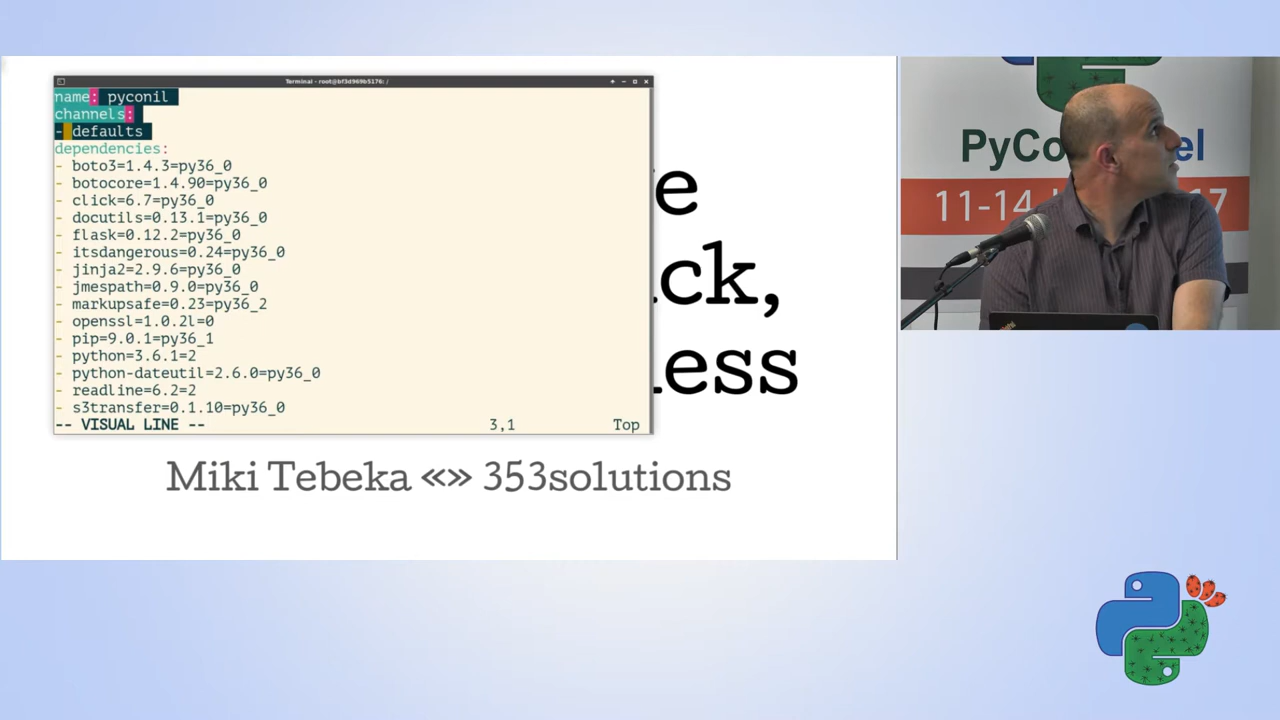 Terminal - root@bf3d969b5176: /
name: pyconil
channels:
- defaults
dependencies:
- boto3=1.4.3=py36_0
- botocore=1.4.90=py36_0
- click=6.7=py36_0
- docutils=0.13.1=py36_0
- flask=0.12.2=py36_0
- itsdangerous=0.24=py36_0
- jinja2=2.9.6=py36_0
- jmespath=0.9.0=py36_0
- markupsafe=0.23=py36_2
- openssl=1.0.2l=0
- pip=9.0.1=py36_1
- python=3.6.1=2
- python-dateutil=2.6.0=py36_0
- readline=6.2=2
- s3transfer=0.1.10=py36_0
-- VISUAL LINE -- 3,1 Top
e
ck,
ess
Miki Tebeka «» 353solutions
PyCo el
11-14 17